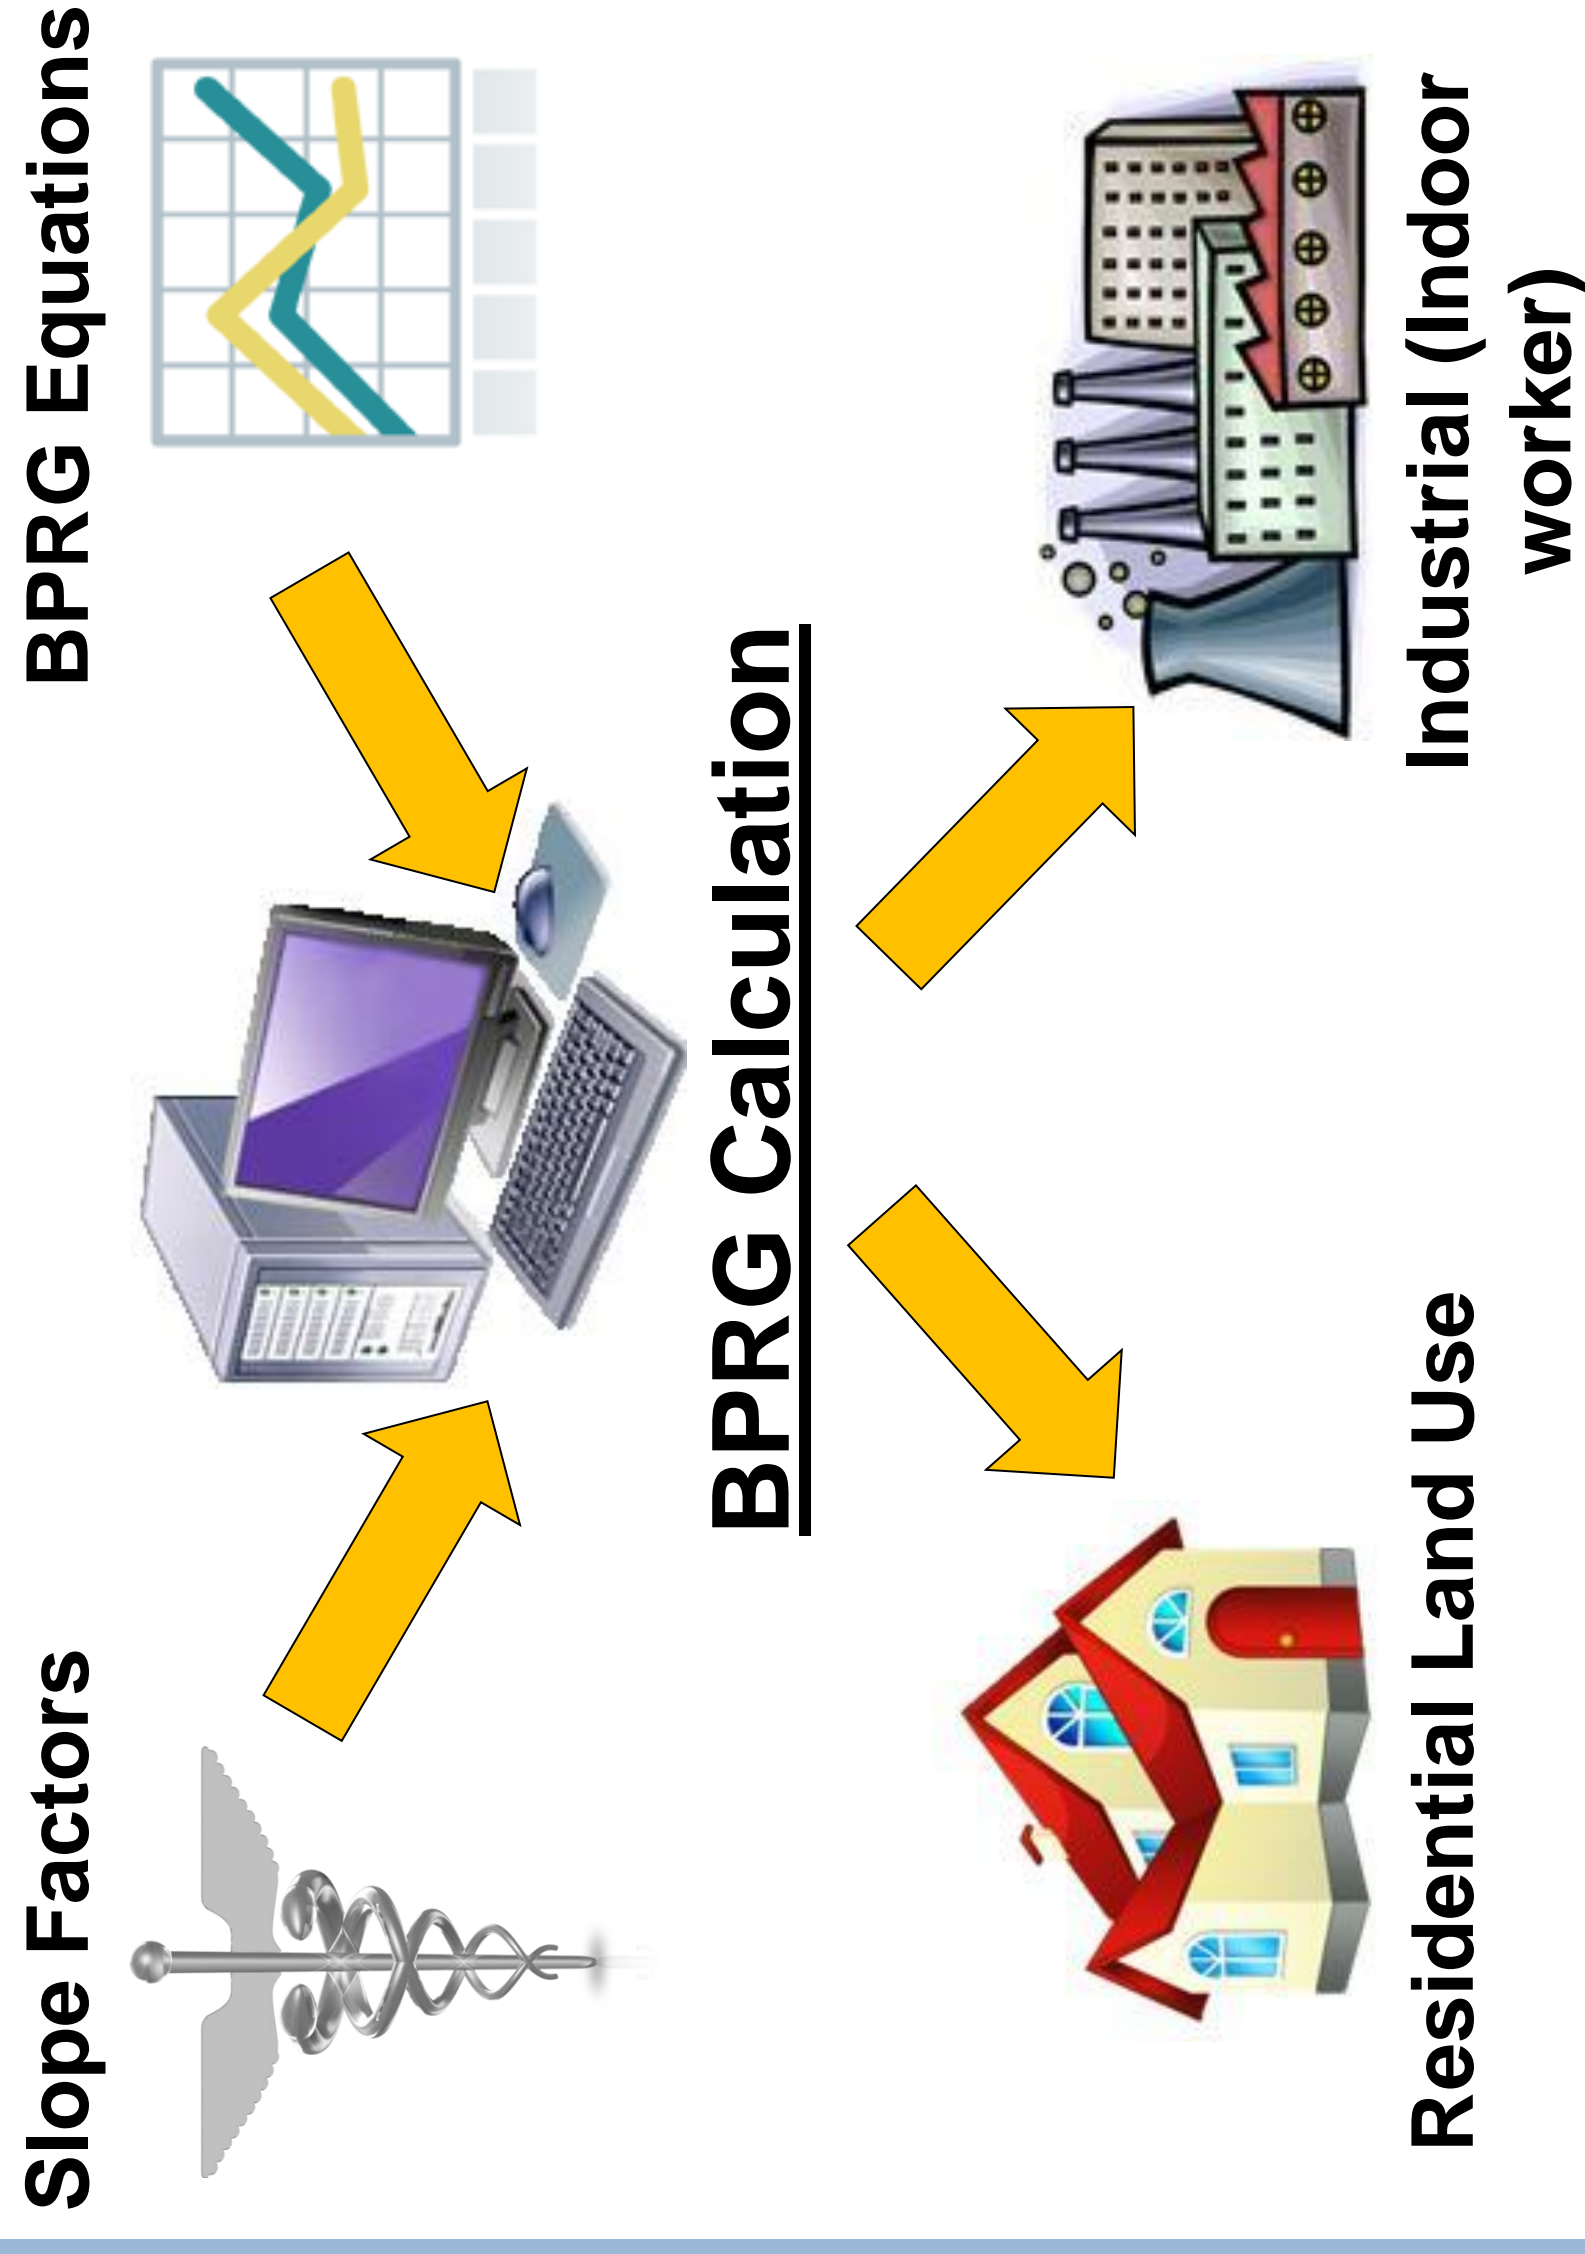 Slope Factors
BPRG Equations
BPRG Calculation
Residential Land Use
Industrial (Indoor
worker)